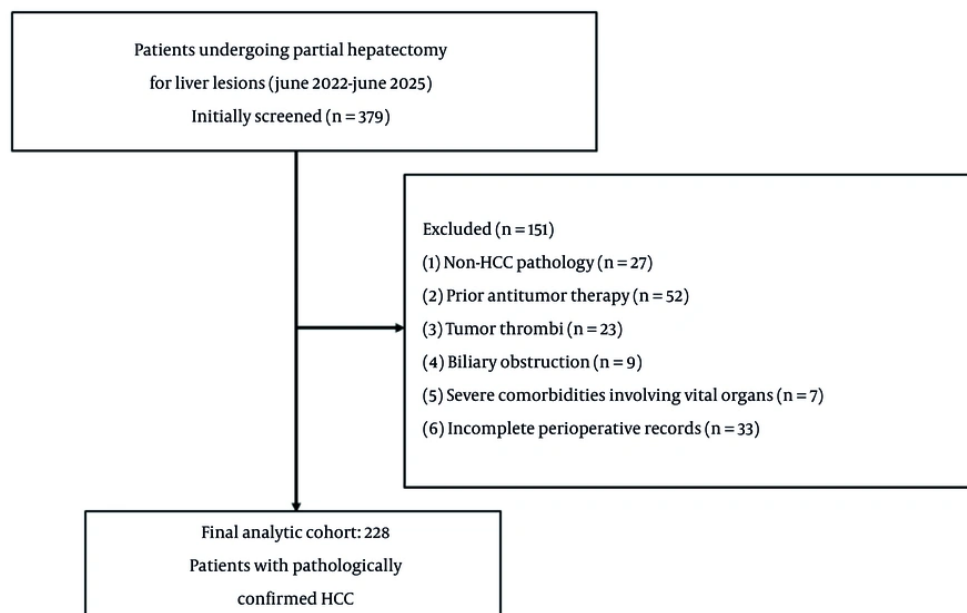 Patients undergoing partial hepatectomy
for liver lesions (june 2022-june 2025)
Initially screened (n = 379)
Excluded (n = 151)
(1) Non-HCC pathology (n = 27)
(2) Prior antitumor therapy (n = 52)
(3) Tumor thrombi (n = 23)
(4) Biliary obstruction (n = 9)
(5) Severe comorbidities involving vital organs (n = 7)
(6) Incomplete perioperative records (n = 33)
Final analytic cohort: 228
Patients with pathologically
confirmed HCC